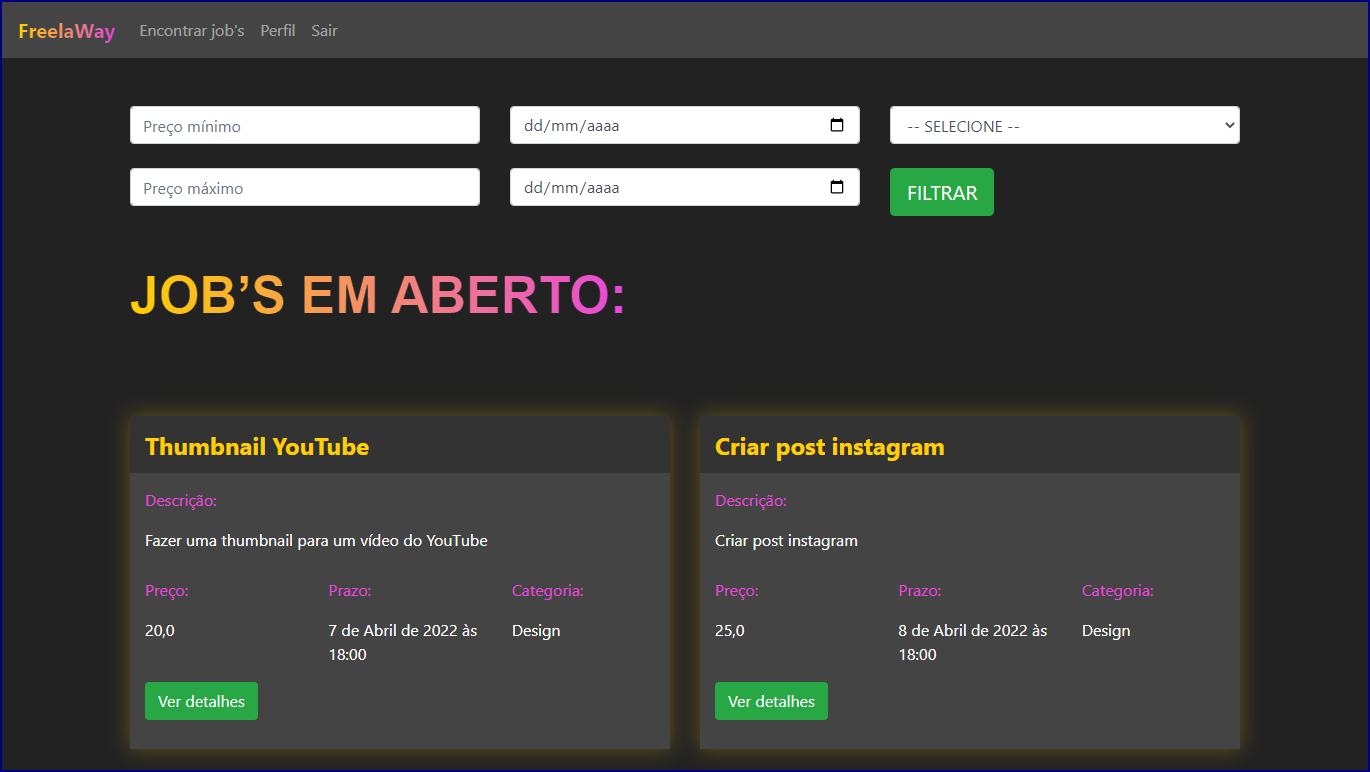 FreelaWay Encontrar job's Perfil Sair
Preço mínimo dd/mm/aaaa -- SELECIONE --
Preço máximo dd/mm/aaaa FILTRAR
JOB’S EM ABERTO:
Thumbnail YouTube
Descrição:
Fazer uma thumbnail para um vídeo do YouTube
Preço: Prazo: Categoria:
20,0 7 de Abril de 2022 às Design
18:00
Ver detalhes
Criar post instagram
Descrição:
Criar post instagram
Preço: Prazo: Categoria:
25,0 8 de Abril de 2022 às Design
18:00
Ver detalhes